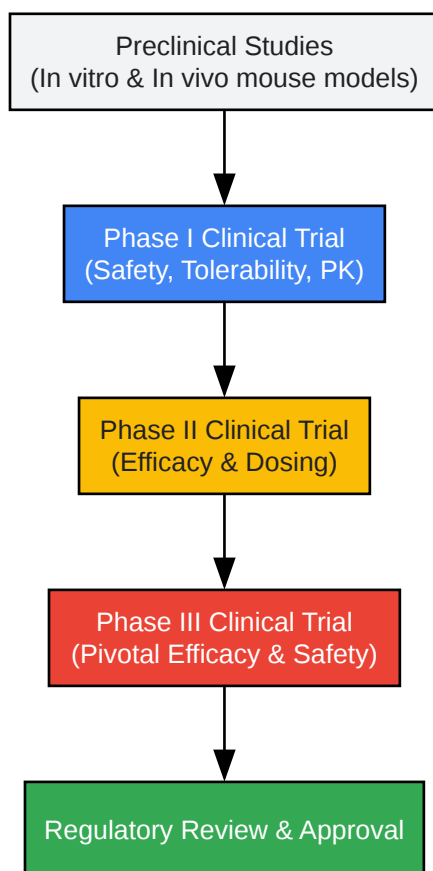 Preclinical Studies
(In vitro & In vivo mouse models)
Phase I Clinical Trial
(Safety, Tolerability, PK)
Phase II Clinical Trial
(Efficacy & Dosing)
Phase III Clinical Trial
(Pivotal Efficacy & Safety)
Regulatory Review & Approval